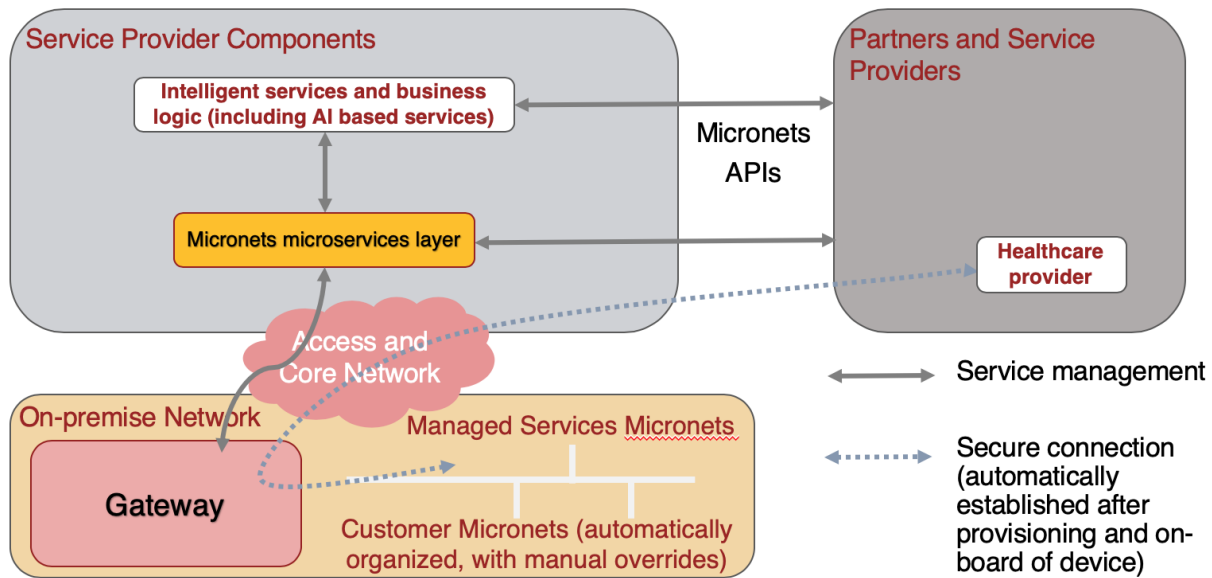 Service Provider Components
Intelligent services and business
logic (including AI based services)
Micronets microservices layer
Micronets
APIs
Partners and Service
Providers
Healthcare
provider
Access and
Core Network
On-premise Network
Gateway
Managed Services Micronets
Customer Micronets (automatically
organized, with manual overrides)
Service management
Secure connection
(automatically
established after
provisioning and on-
board of device)